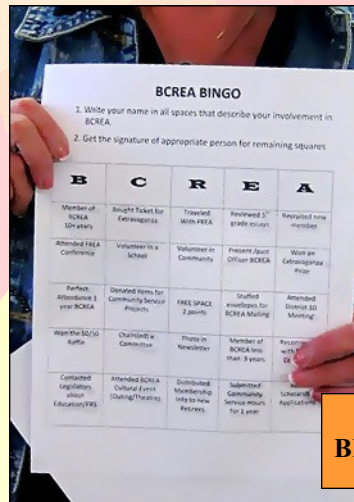 BCREA BINGO
1. Write your name in all spaces that describe your involvement in
BCREA.
2. Get the signature of appropriate person for remaining squares
B C R E A
Member of
BCREA
10+ years
Bought Ticket for
Extravaganza
Traveled
With FREA
Reviewed 5th
grade essays
Recruited new
member
Attended FREA
Conference
Volunteer in a
School
Volunteer in
Community
Present /past
Officer BCREA
Won an
Extravaganza
Prize
Perfect
Attendance 1
year BCREA
Donated items for
Community Service
Projects
FREE SPACE
2 points
Stuffed
envelopes for
BCREA Mailing
Attended
District 10
Meeting
Won the 50/50
Raffle
Chair(ed) a
Committee
Photo in
Newsletter
Member of
BCREA less
than 3 years
with
Contacted
Legislators
about
Education/FRS
Attended BCREA
Cultural Event
(Outing/Theatre)
Distributed
Membership
Info to new
Retirees
Submitted
Community
Service Hours
for 1 year
Applications